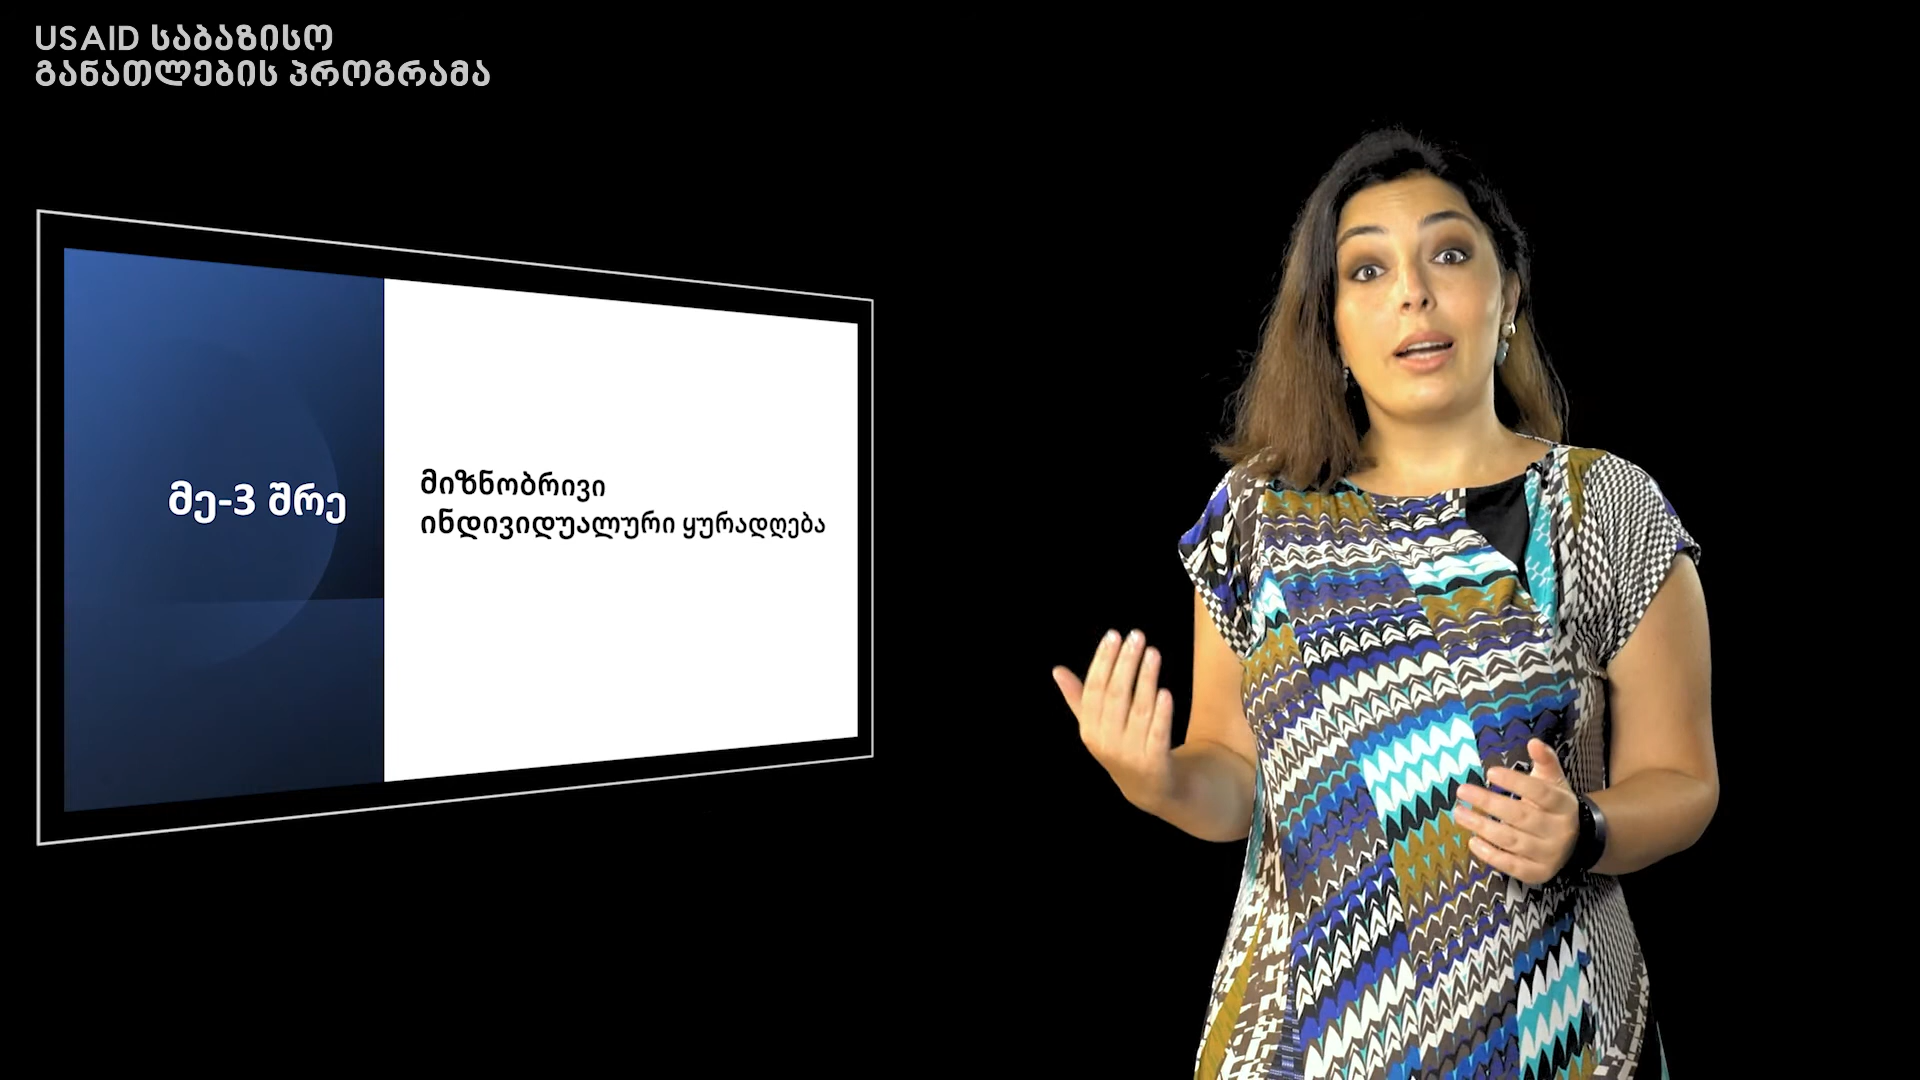 USAID საბაზისო
განათლების პროგრამა
მე-3 შრე
მიზნობრივი
ინდივიდუალური ყურადღება